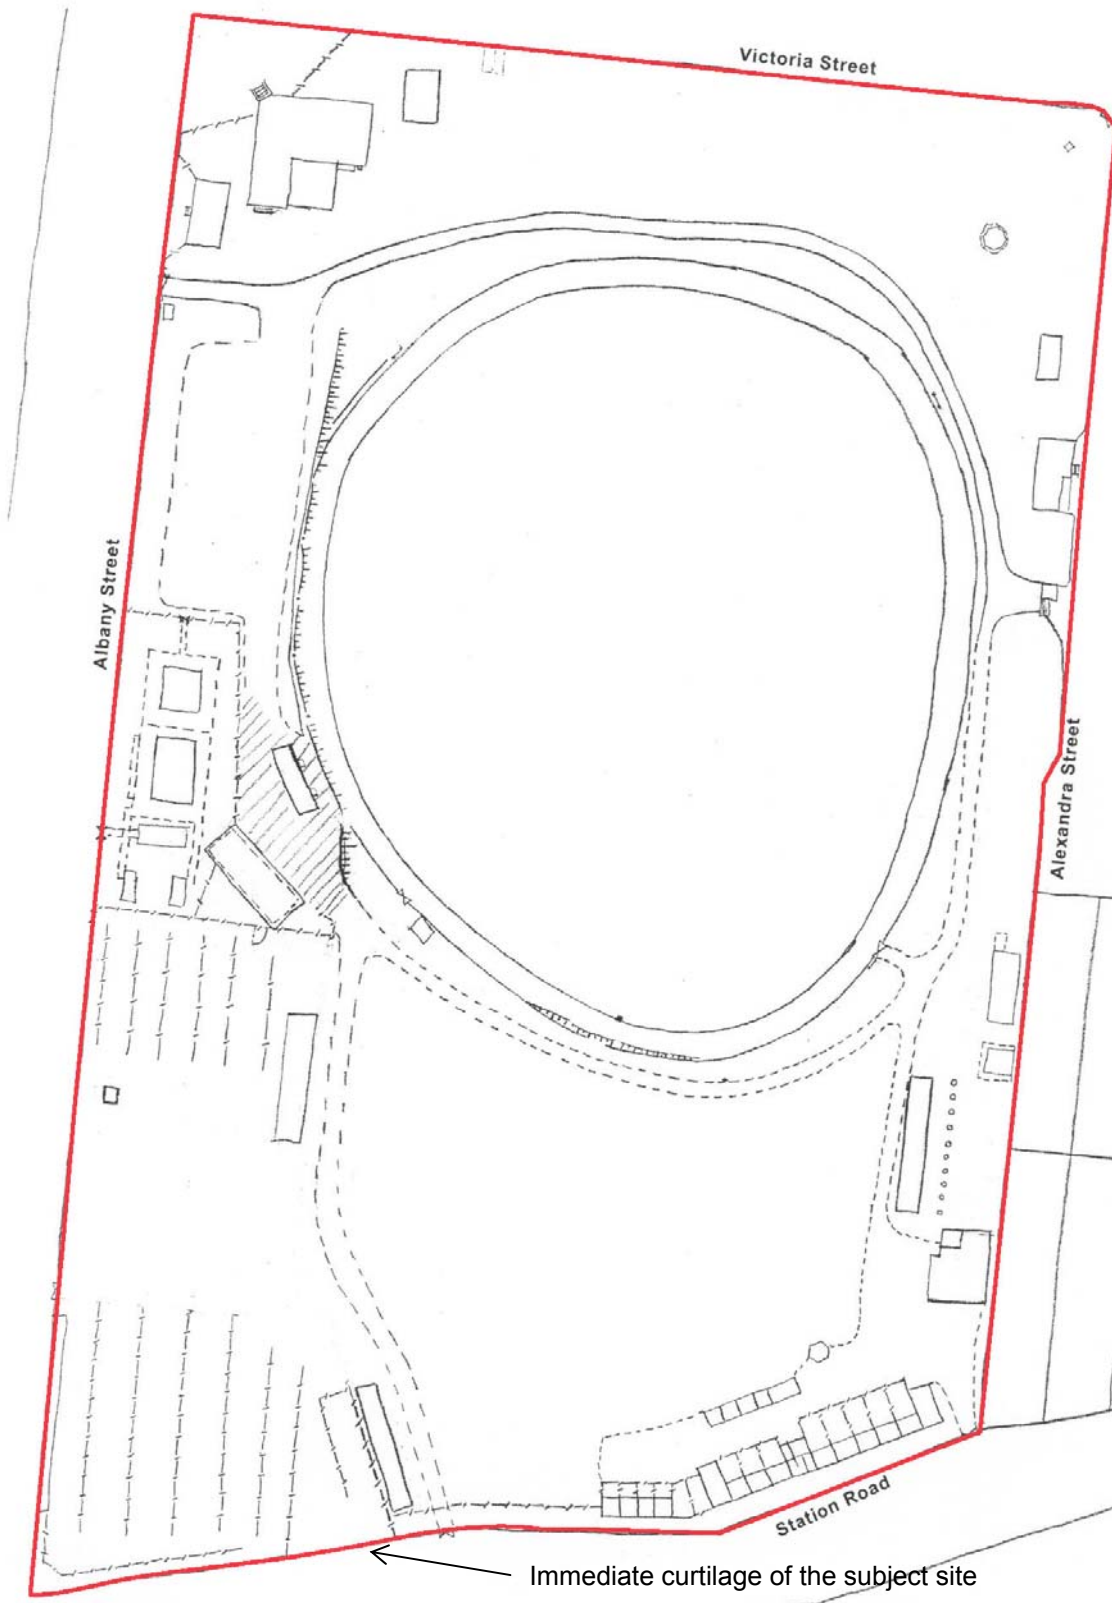 Victoria Street
Albany Street
Alexandra Street
Station Road
Immediate curtilage of the subject site